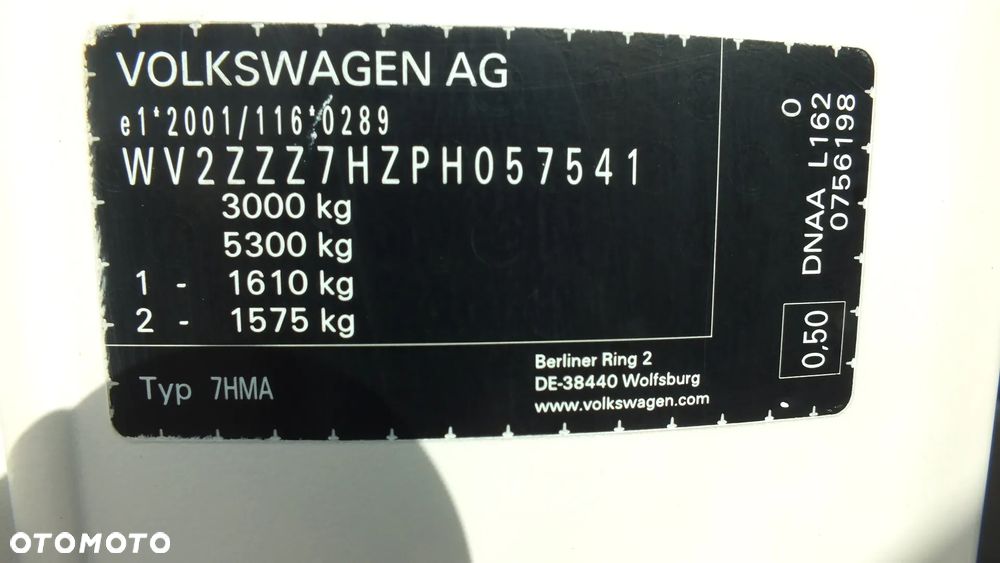 VOLKSWAGEN AG
e1*2001/116*0289
WV2ZZZ7HZPH057541
3000 kg
5300 kg
1 - 1610 kg
2 - 1575 kg
Typ 7HMA
Berliner Ring 2
DE-38440 Wolfsburg
www.volkswagen.com
0,50
DNAA L162 0
0756198
OTOMOTO